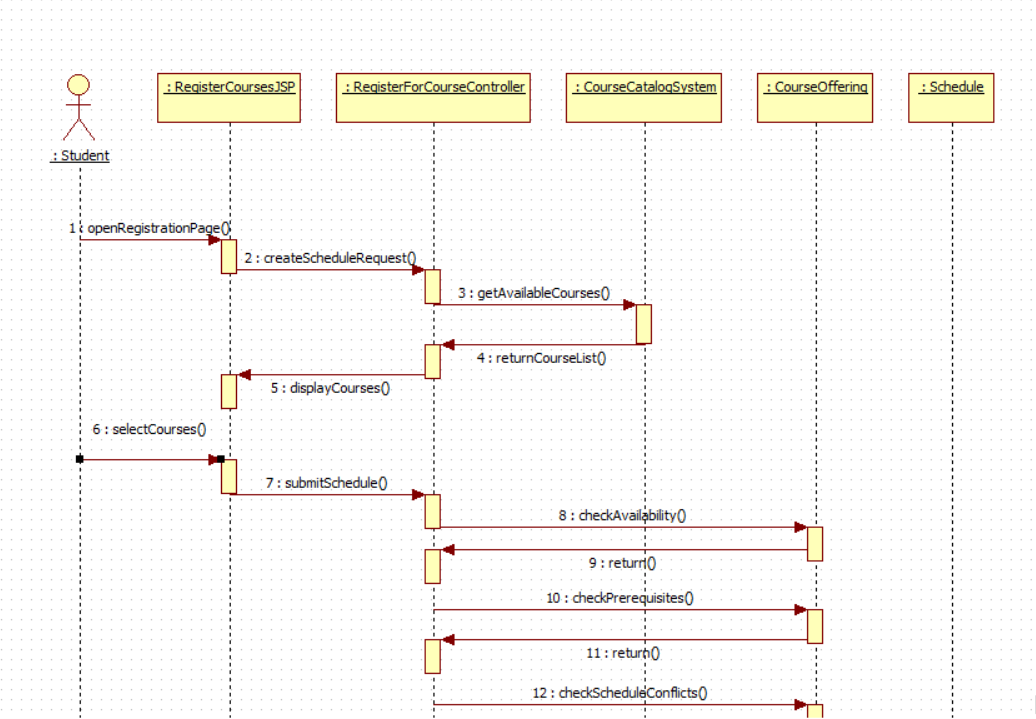 : RegisterCoursesJSP
: RegisterForCourseController
: CourseCatalogSystem
: CourseOffering
: Schedule
: Student
1 : openRegistrationPage()
2 : createScheduleRequest()
3 : getAvailableCourses()
4 : returnCourseList()
5 : displayCourses()
6 : selectCourses()
7 : submitSchedule()
8 : checkAvailability()
9 : return()
10 : checkPrerequisites()
11 : return()
12 : checkScheduleConflicts()